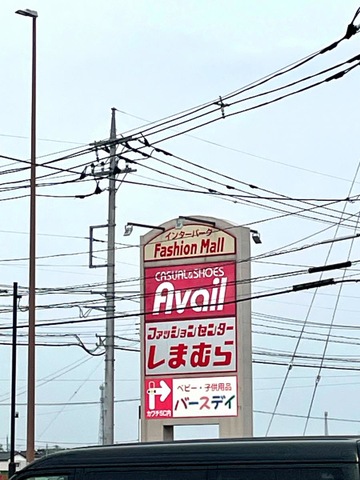 インターパーク
Fashion Mall
CASUAL&SHOES
Avail
ファッションセンター
しまむら
ベビー・子供用品
バースデイ